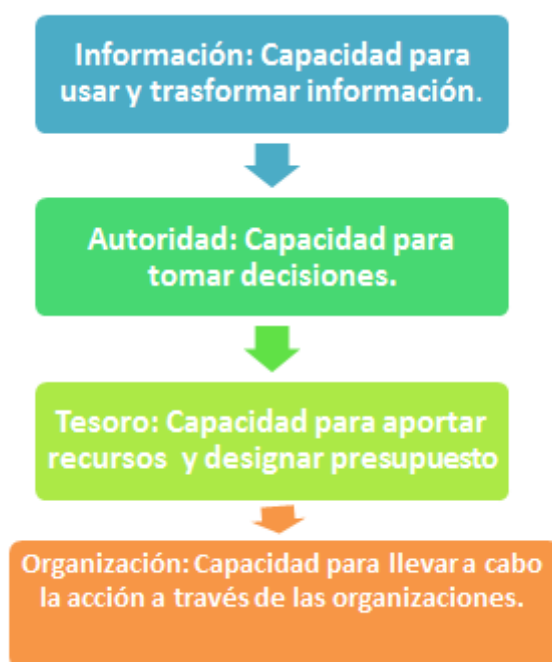 Información: Capacidad para
usar y trasformar información.
Autoridad: Capacidad para
tomar decisiones.
Tesoro: Capacidad para aportar
recursos y designar presupuesto
Organización: Capacidad para llevar a cabo
la acción a través de las organizaciones.